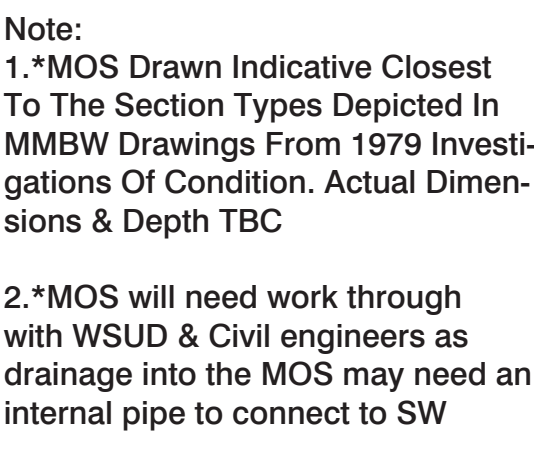 Note:
1.*MOS Drawn Indicative Closest
To The Section Types Depicted In
MMBW Drawings From 1979 Investi-
gations Of Condition. Actual Dimen-
sions & Depth TBC
2.*MOS will need work through
with WSUD & Civil engineers as
drainage into the MOS may need an
internal pipe to connect to SW